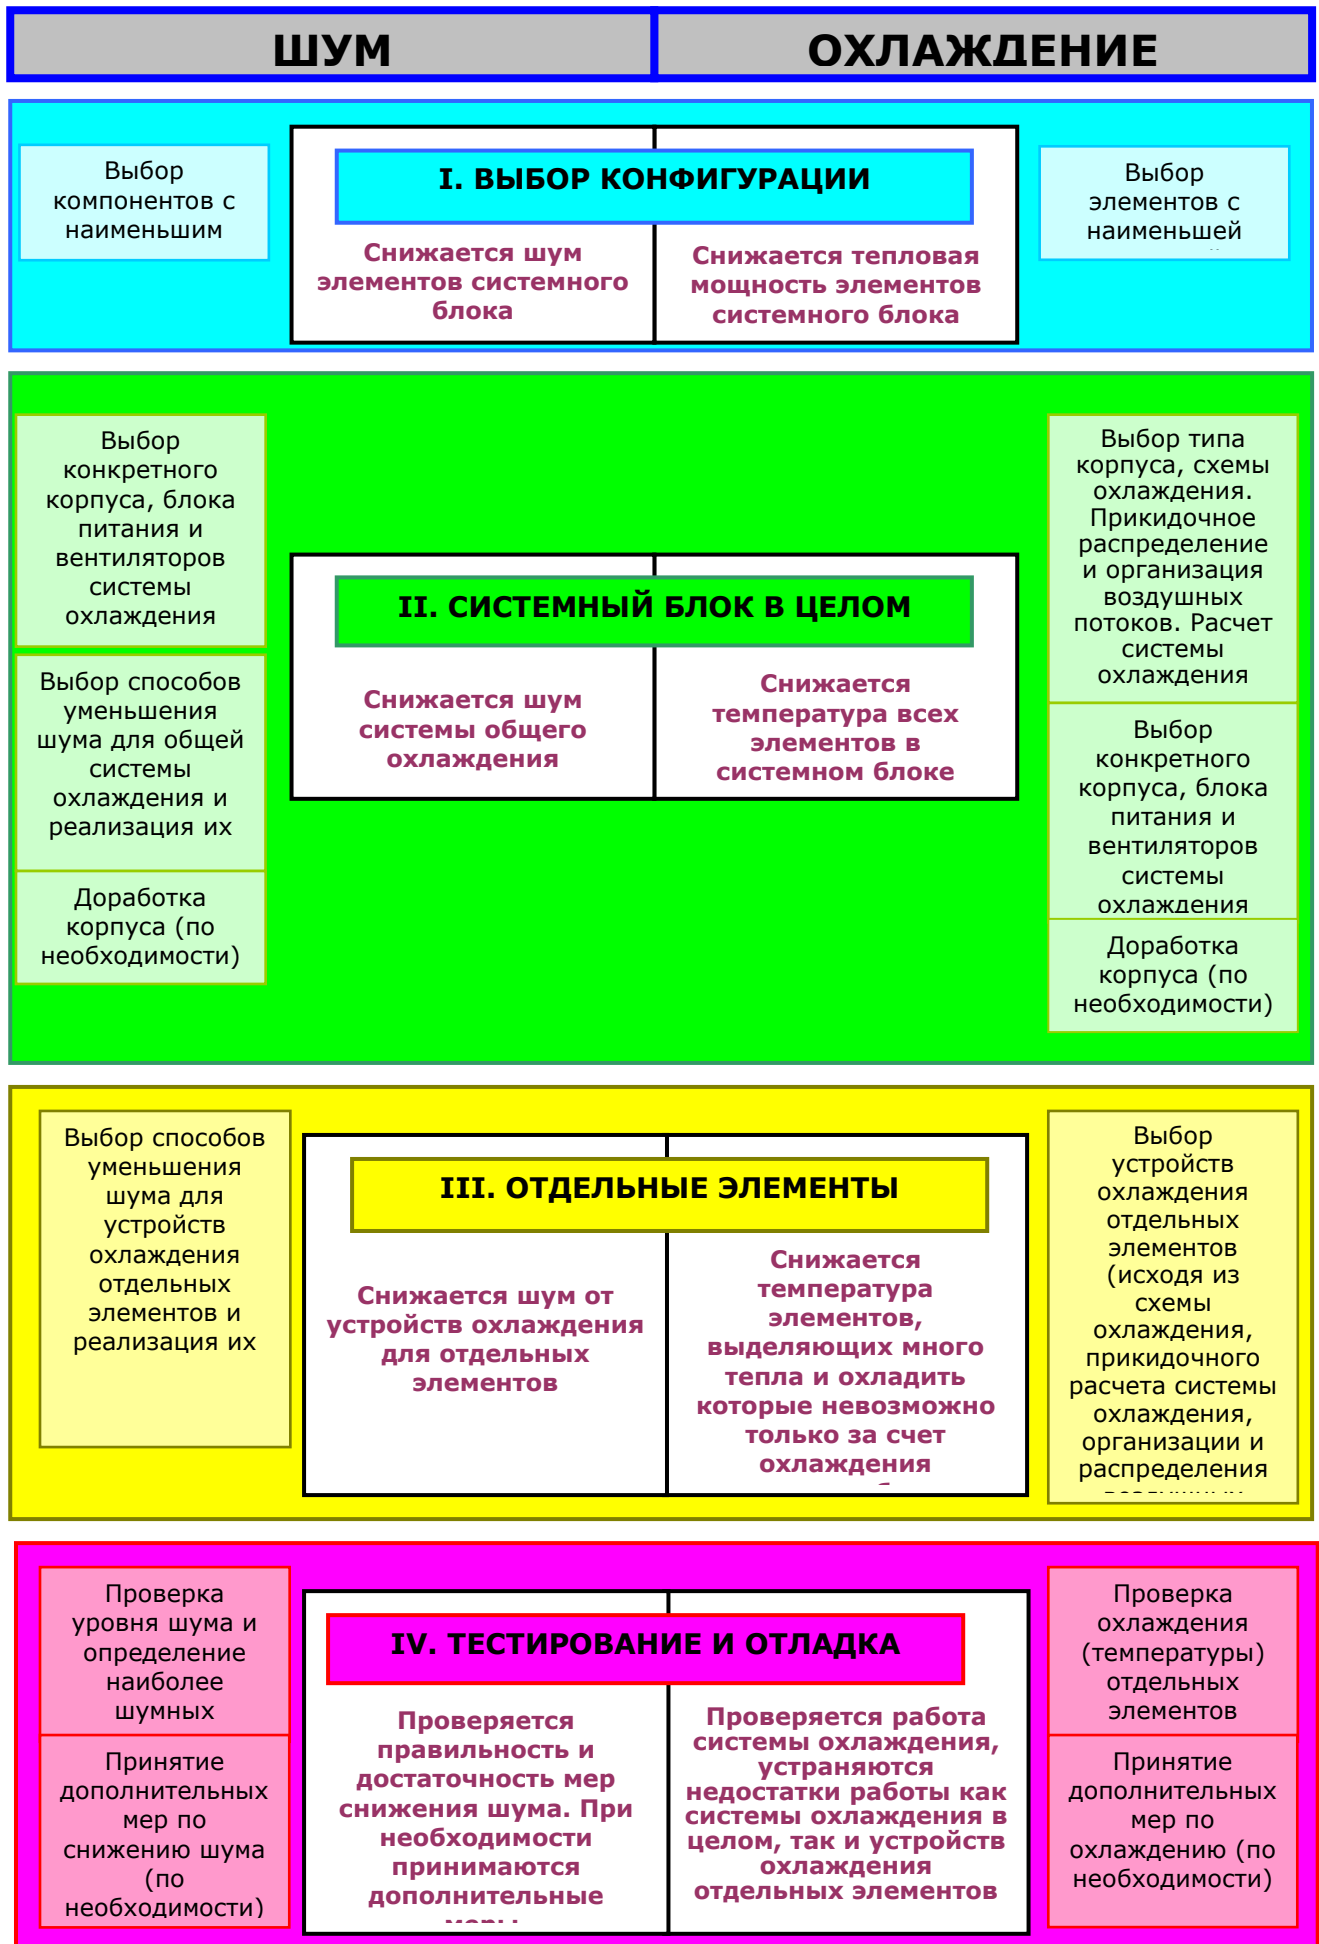 ШУМ
ОХЛАЖДЕНИЕ
Выбор
компонентов с
наименьшим
I. ВЫБОР КОНФИГУРАЦИИ
Снижается шум
элементов системного
блока
Снижается тепловая
мощность элементов
системного блока
Выбор
элементов с
наименьшей
Выбор
конкретного
корпуса, блока
питания и
вентиляторов
системы
охлаждения
Выбор способов
уменьшения
шума для общей
системы
охлаждения и
реализация их
Доработка
корпуса (по
необходимости)
II. СИСТЕМНЫЙ БЛОК В ЦЕЛОМ
Снижается шум
системы общего
охлаждения
Снижается
температура всех
элементов в
системном блоке
Выбор типа
корпуса, схемы
охлаждения.
Прикидочное
распределение
и организация
воздушных
потоков. Расчет
системы
охлаждения
Выбор
конкретного
корпуса, блока
питания и
вентиляторов
системы
охлаждения
Доработка
корпуса (по
необходимости)
Выбор способов
уменьшения
шума для
устройств
охлаждения
отдельных
элементов и
реализация их
III. ОТДЕЛЬНЫЕ ЭЛЕМЕНТЫ
Снижается шум от
устройств охлаждения
для отдельных
элементов
Снижается
температура
элементов,
выделяющих много
тепла и охладить
которые невозможно
только за счет
охлаждения
Выбор
устройств
охлаждения
отдельных
элементов
(исходя из
схемы
охлаждения,
прикидочного
расчета системы
охлаждения,
организации и
распределения
Проверка
уровня шума и
определение
наиболее
шумных
Принятие
дополнительных
мер по
снижению шума
(по
необходимости)
IV. ТЕСТИРОВАНИЕ И ОТЛАДКА
Проверяется
правильность и
достаточность мер
снижения шума. При
необходимости
принимаются
дополнительные
Проверяется работа
системы охлаждения,
устраняются
недостатки работы как
системы охлаждения в
целом, так и устройств
охлаждения
отдельных элементов
Проверка
охлаждения
(температуры)
отдельных
элементов
Принятие
дополнительных
мер по
охлаждению (по
необходимости)